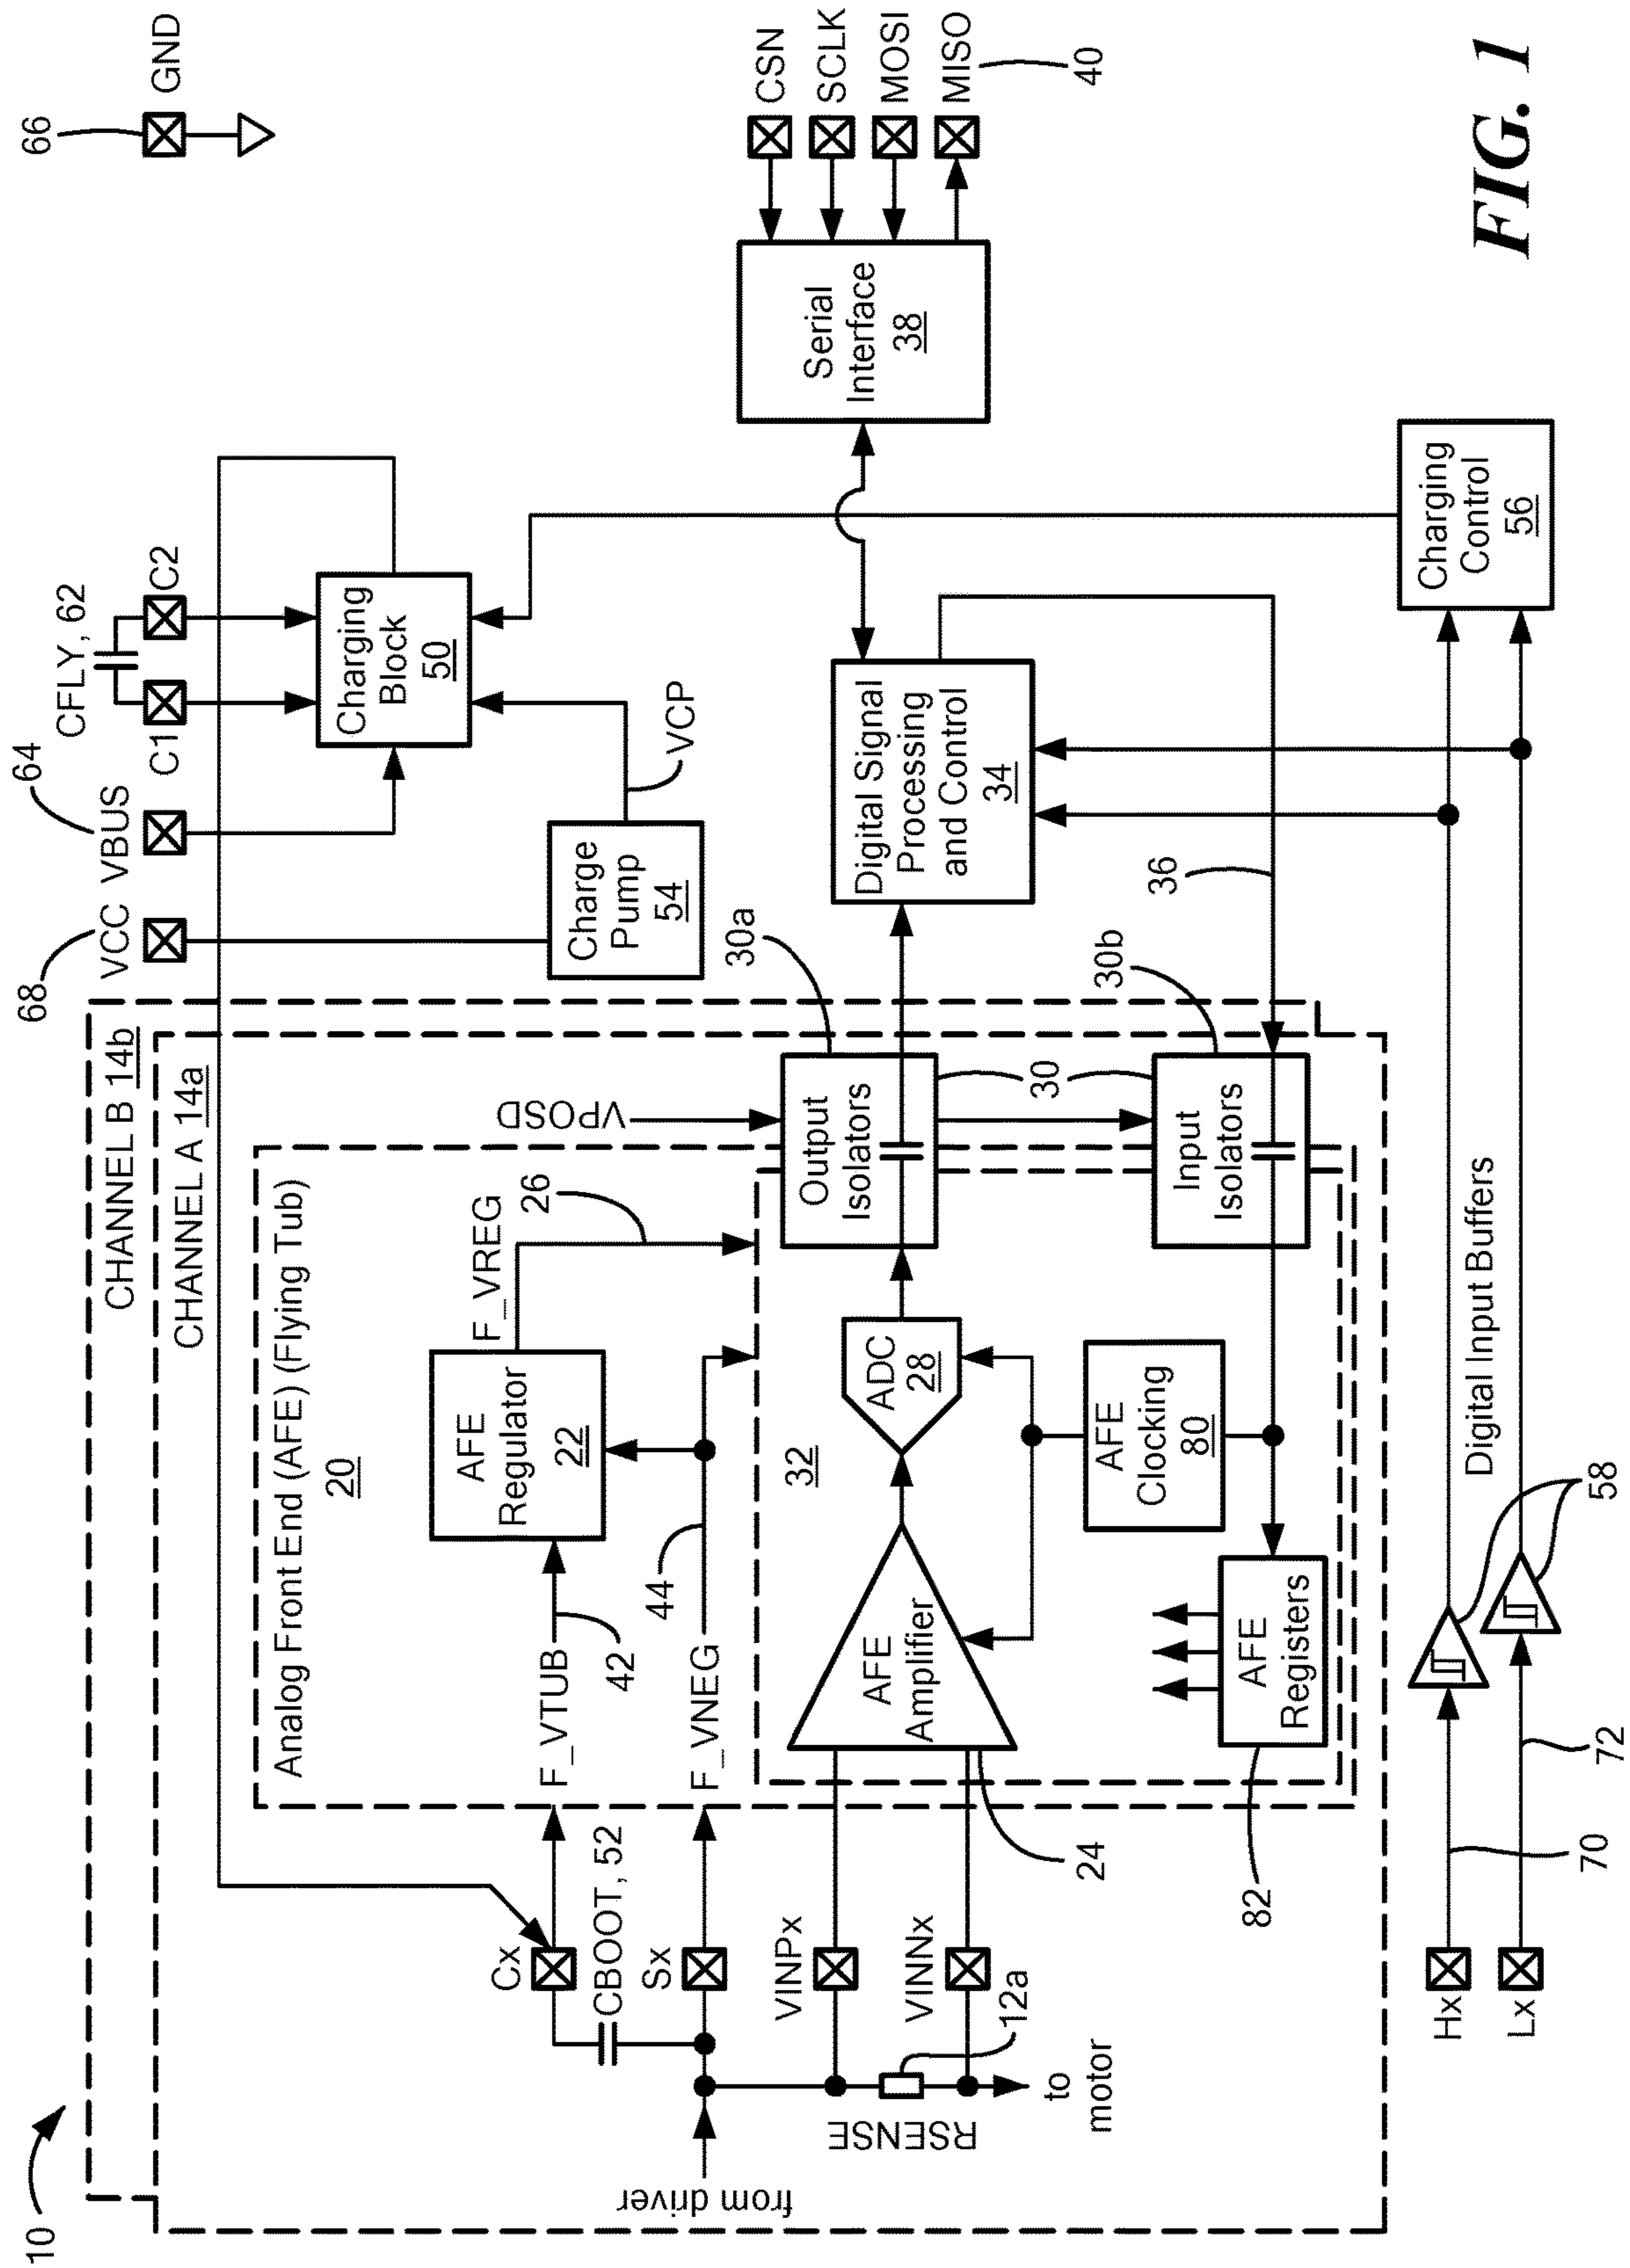 10
CHANNEL B 14b
CHANNEL A 14a
68
VCC
64
VBUS
CFLY, 62
C1
C2
66
GND
Analog Front End (AFE) (Flying Tub)
20
Charging
Block
50
Charge
Pump
54
VCP
Cx
CBOOT, 52
Sx
F_VTUB
42
F_VNEG
44
AFE
Regulator
22
F_VREG
26
VPOSD
30a
from driver
RSENSE
12a
to
motor
VINPx
VINNx
24
AFE
Amplifier
32
ADC
28
Output
Isolators
30
Digital Signal
Processing
and Control
34
Serial
Interface
38
CSN
SCLK
MOSI
MISO
40
AFE
Clocking
80
AFE
Registers
82
Input
Isolators
30b
36
Hx
Lx
70
72
58
Digital Input Buffers
Charging
Control
56
FIG. 1